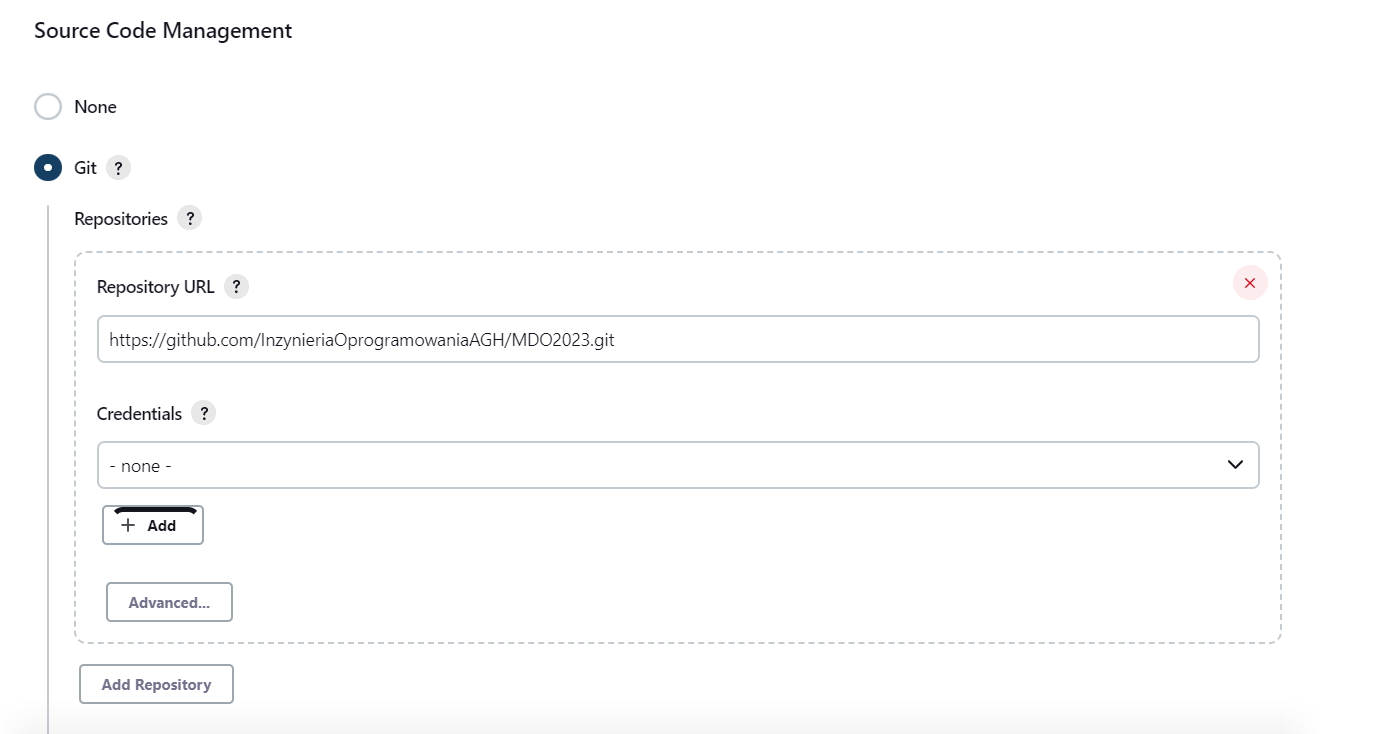 Source Code Management
None
Git ?
Repositories ?
Repository URL ?
https://github.com/InzynieriaOprogramowaniaAGH/MDO2023.git
Credentials ?
- none -
+ Add
Advanced...
Add Repository